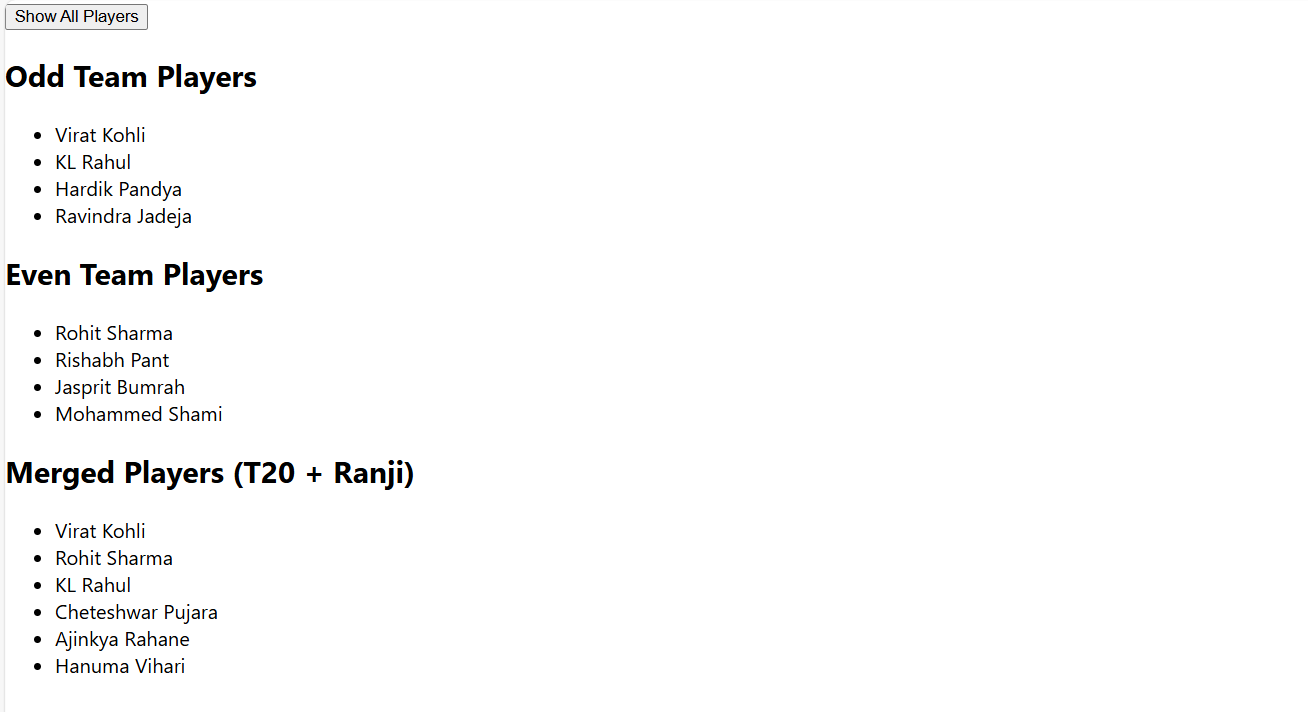 Show All Players
Odd Team Players
Virat Kohli
KL Rahul
Hardik Pandya
Ravindra Jadeja
Even Team Players
Rohit Sharma
Rishabh Pant
Jasprit Bumrah
Mohammed Shami
Merged Players (T20 + Ranji)
Virat Kohli
Rohit Sharma
KL Rahul
Cheteshwar Pujara
Ajinkya Rahane
Hanuma Vihari